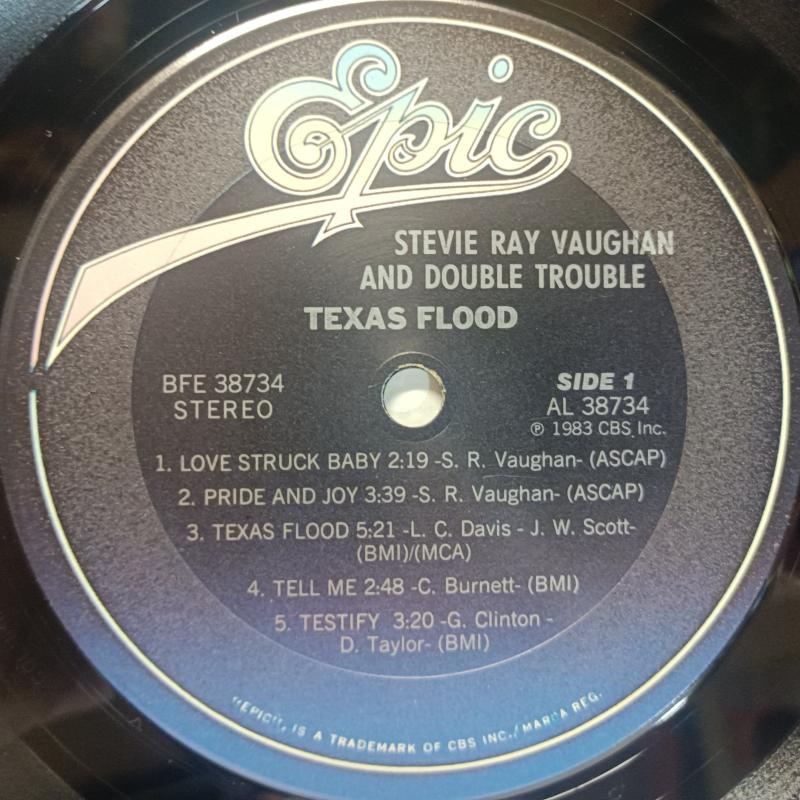 Epic
STEVIE RAY VAUGHAN
AND DOUBLE TROUBLE
TEXAS FLOOD
BFE 38734
STEREO
SIDE 1
AL 38734
℗ 1983 CBS, Inc.
1. LOVE STRUCK BABY 2:19 -S. R. Vaughan- (ASCAP)
2. PRIDE AND JOY 3:39 -S. R. Vaughan- (ASCAP)
3. TEXAS FLOOD 5:21 -L. C. Davis - J. W. Scott-
(BMI)/(MCA)
4. TELL ME 2:48 -C. Burnett- (BMI)
5. TESTIFY 3:20 -G. Clinton -
D. Taylor- (BMI)
"EPIC", IS A TRADEMARK OF CBS INC./MARCA REG.